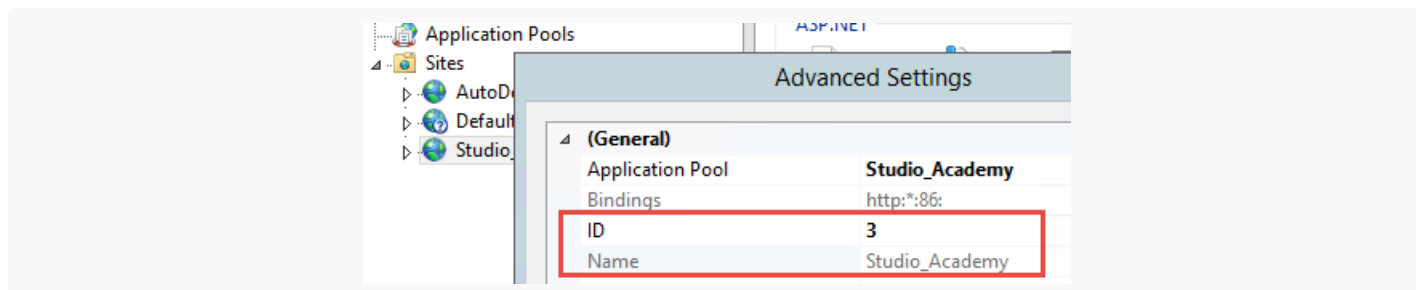 Application Pools
ASP.NET
Sites
Advanced Settings
AutoD
Default
Studio_
(General)
Application Pool Studio_Academy
Bindings http:*:86:
ID 3
Name Studio_Academy